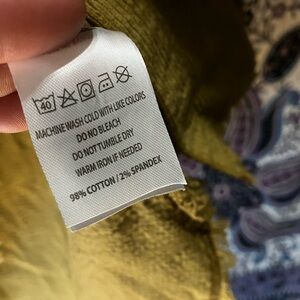 40
MACHINE WASH COLD WITH LIKE COLORS
DO NO BLEACH
DO NOT TUMBLE DRY
WARM IRON IF NEEDED
98% COTTON / 2% SPANDEX